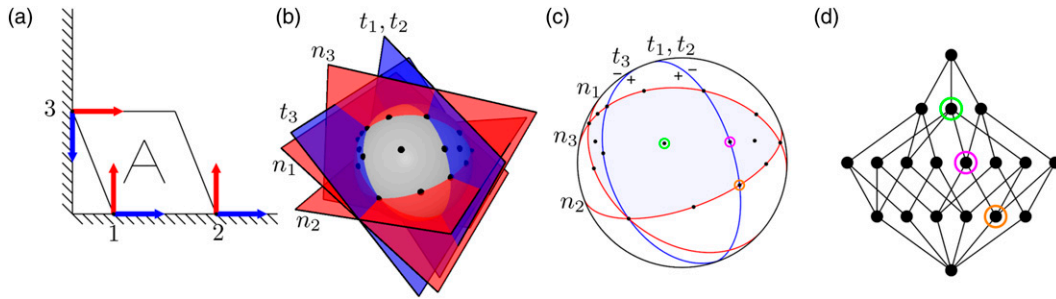 (a)
3
A
1
2
(b)
t₁, t₂
n₃
t₃
n₁
n₂
(c)
t₁, t₂
t₃
− +
+ −
n₁
n₃
n₂
(d)